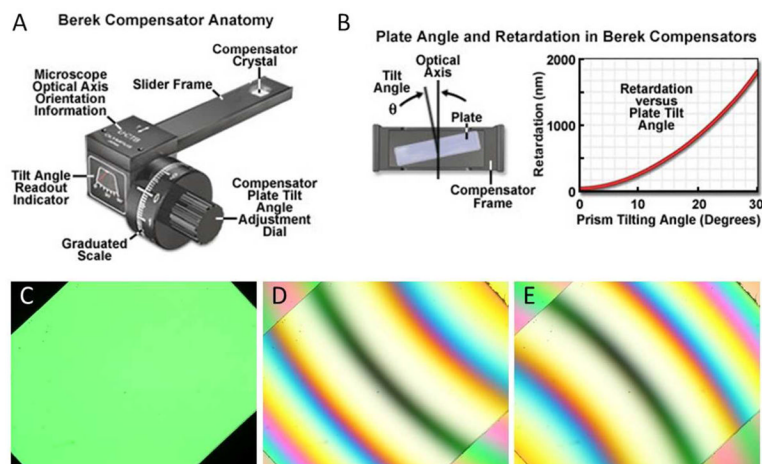 A
Berek Compensator Anatomy
Compensator
Crystal
Microscope
Optical Axis
Orientation
Information
Slider Frame
Tilt Angle
Readout
Indicator
Compensator
Plate Tilt
Angle
Adjustment
Dial
Graduated
Scale
B
Plate Angle and Retardation in Berek Compensators
Optical
Axis
Tilt
Angle
θ
Plate
Compensator
Frame
Retardation (nm)
2000
1000
0
Retardation
versus
Plate Tilt
Angle
0
10
20
30
Prism Tilting Angle (Degrees)
C
D
E